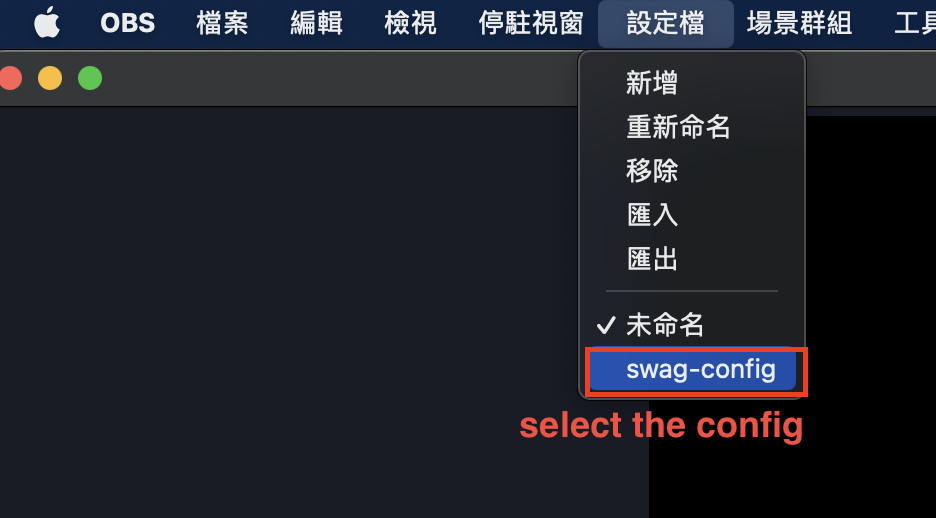 OBS 檔案 編輯 檢視 停駐視窗 設定檔 場景群組 工具
新增
重新命名
移除
匯入
匯出
✓ 未命名
swag-config
select the config